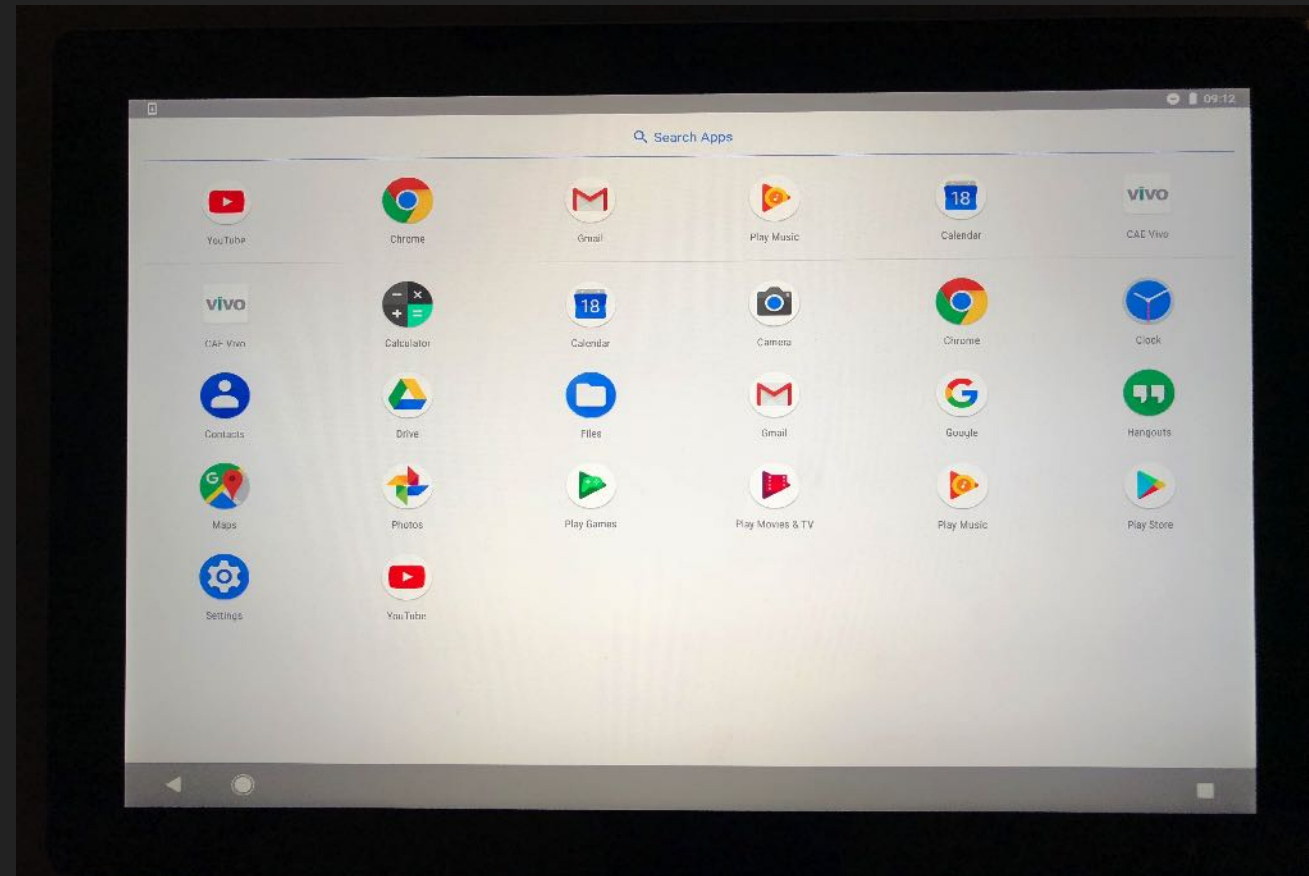 09:12
Search Apps
18
vivo
YouTube Chrome Gmail Play Music Calendar CAE Vivo
vivo
18
CAE Vivo Calculator Calendar Camera Chrome Clock
G
Contacts Drive Files Gmail Google Hangouts
G
Maps Photos Play Games Play Movies & TV Play Music Play Store
Settings YouTube